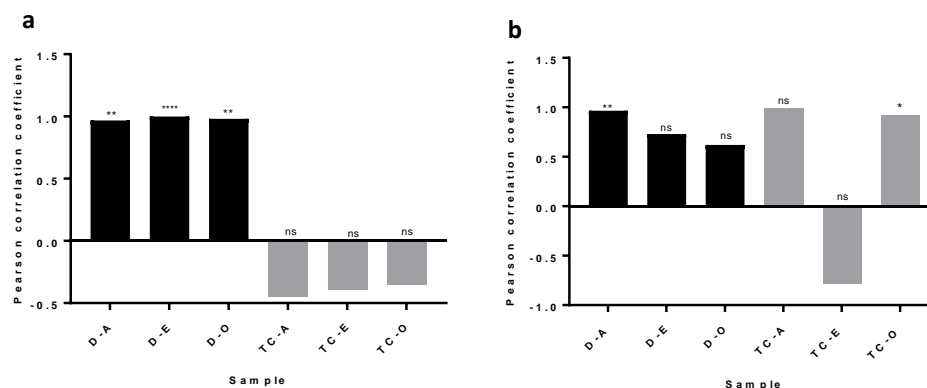 a
Pearson correlation coefficient
1.5
1.0
0.5
0.0
-0.5
** **** ** ns ns ns
D-A D-E D-O TC-A TC-E TC-O
Sample
b
Pearson correlation coefficient
1.5
1.0
0.5
0.0
-0.5
-1.0
** ns ns ns ns *
D-A D-E D-O TC-A TC-E TC-O
Sample